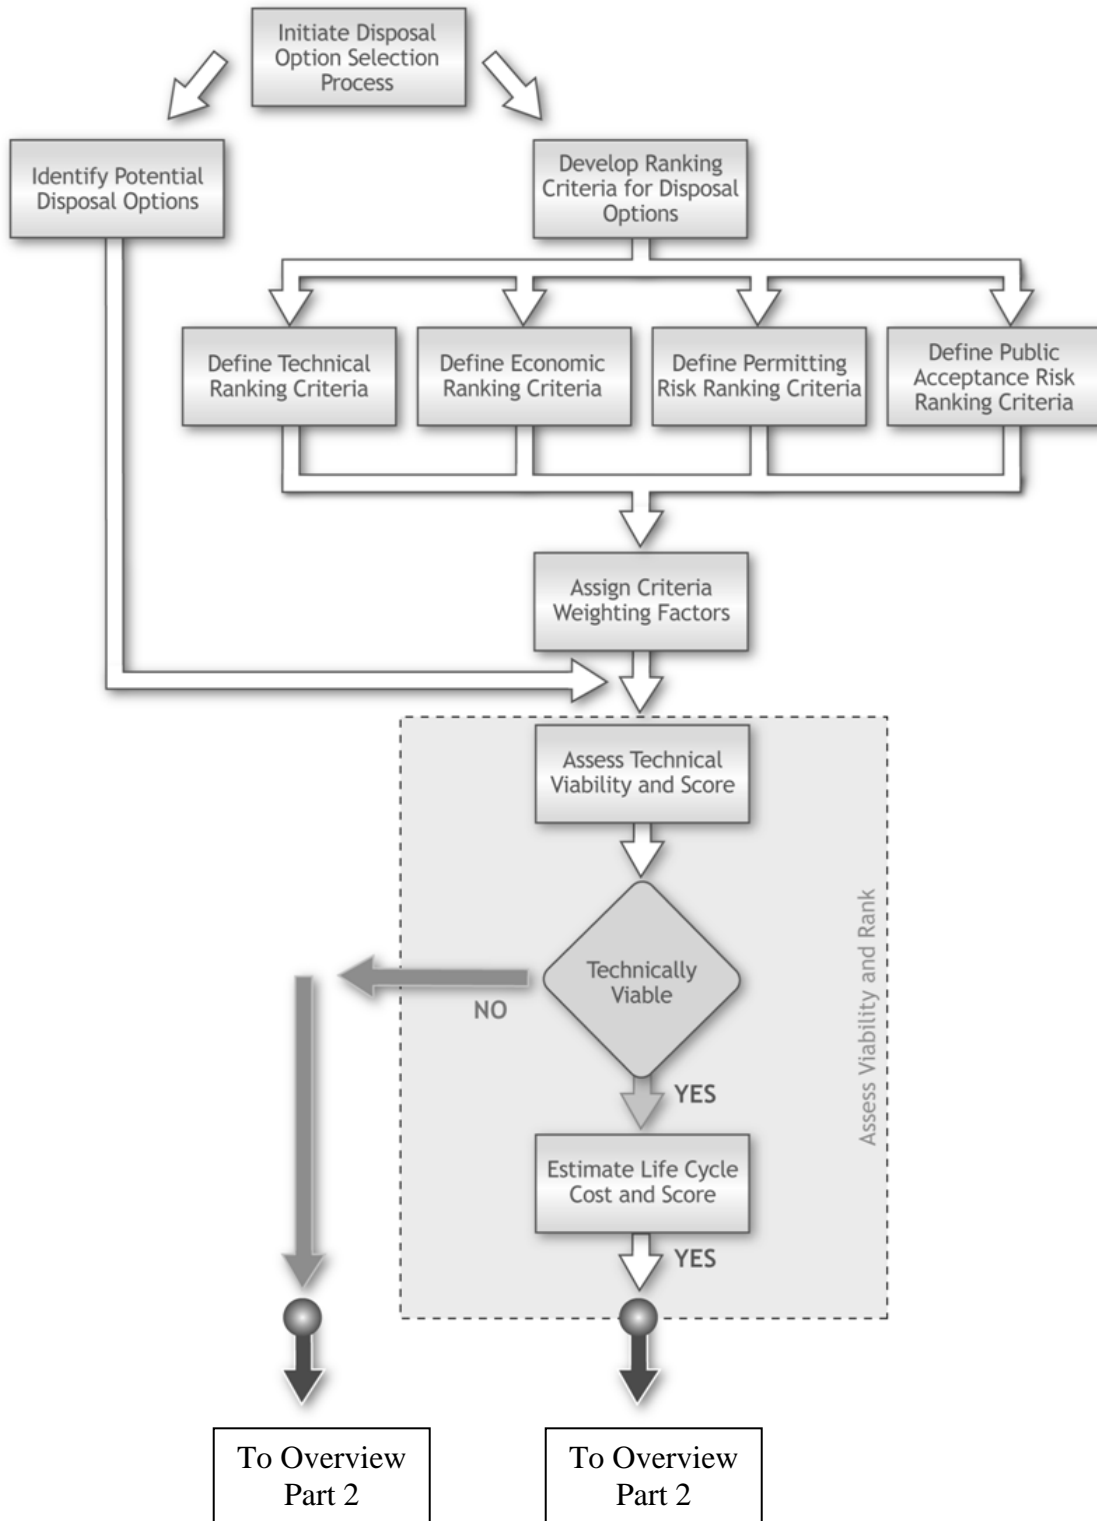 Initiate Disposal
Option Selection
Process
Identify Potential
Disposal Options
Develop Ranking
Criteria for Disposal
Options
Define Technical
Ranking Criteria
Define Economic
Ranking Criteria
Define Permitting
Risk Ranking Criteria
Define Public
Acceptance Risk
Ranking Criteria
Assign Criteria
Weighting Factors
Assess Technical
Viability and Score
Assess Viability and Rank
Technically
Viable
NO
YES
Estimate Life Cycle
Cost and Score
YES
To Overview
Part 2
To Overview
Part 2